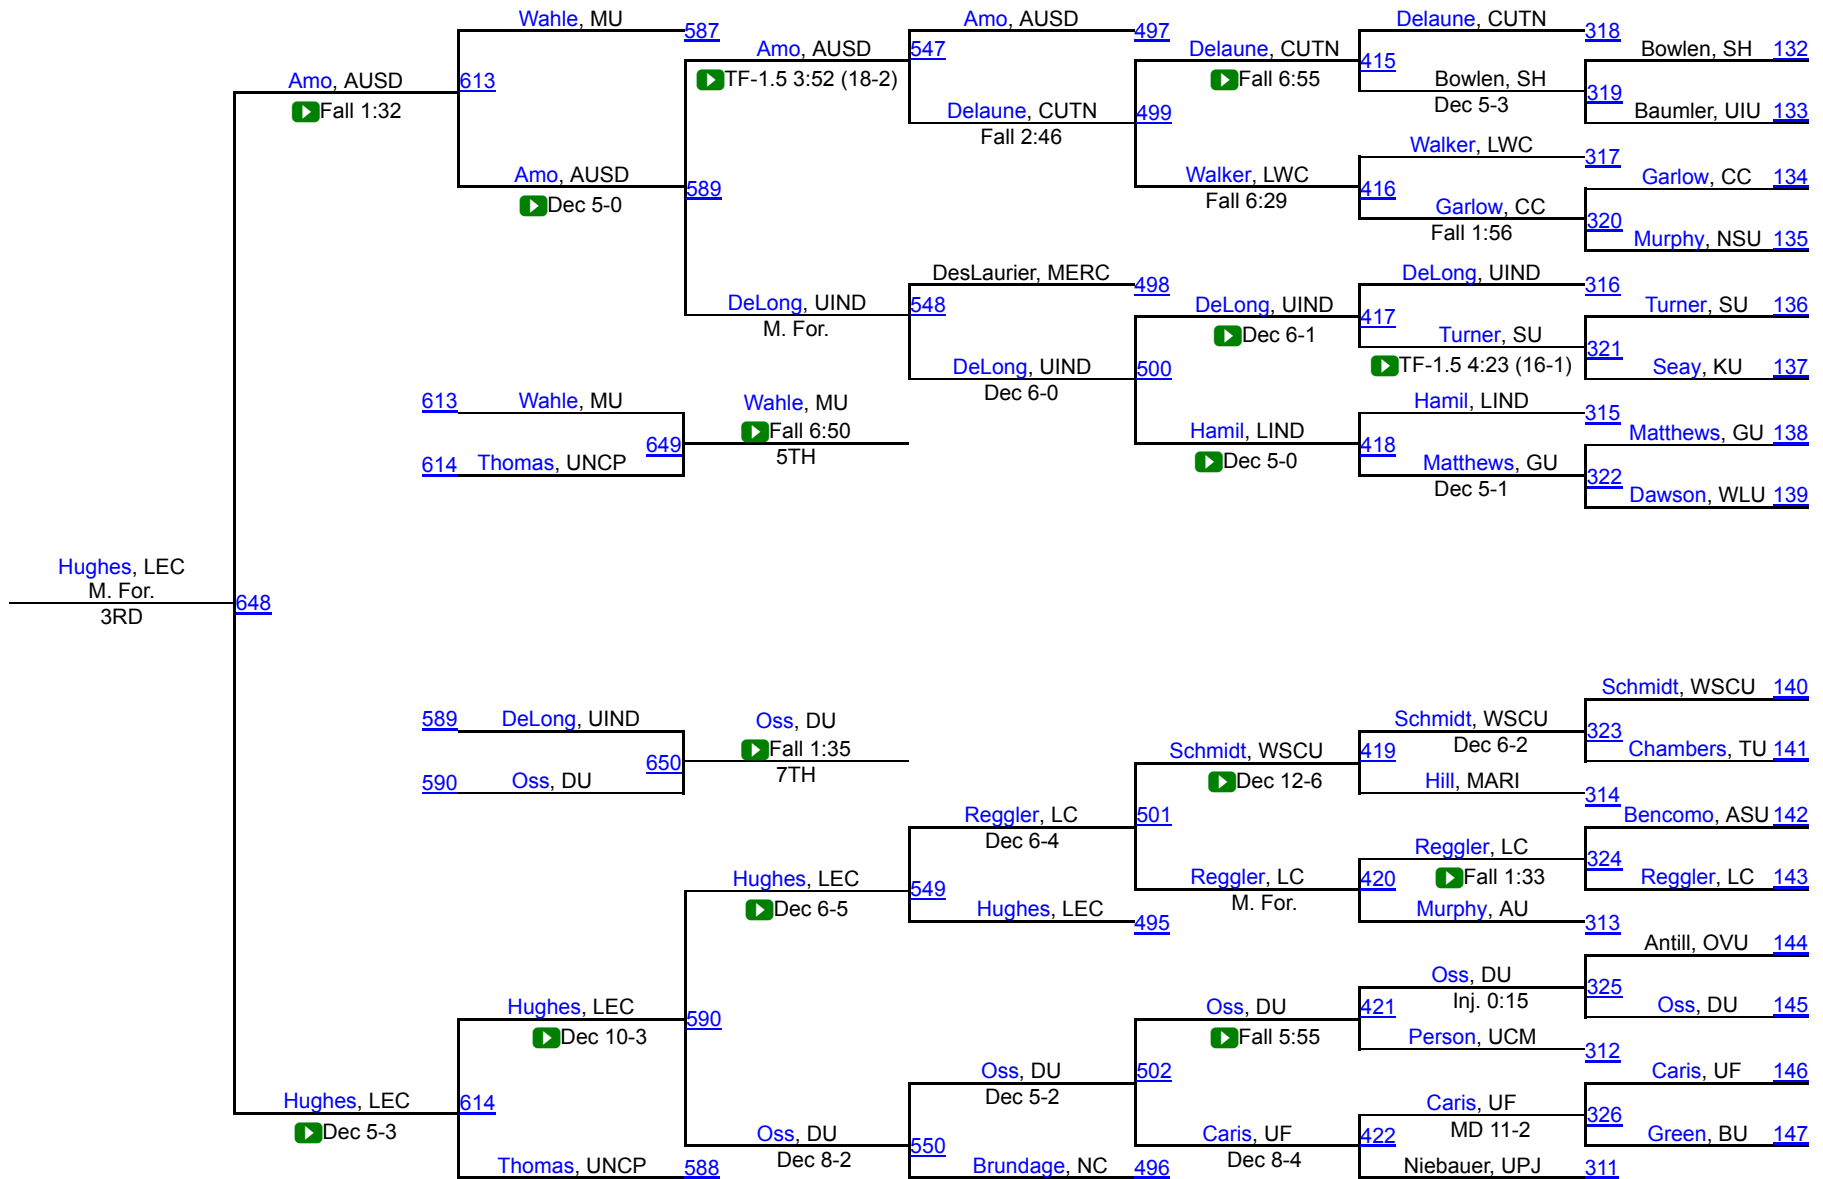 Wahle, MU
587
Amo, AUSD
497
Delaune, CUTN
318
Amo, AUSD
547
Delaune, CUTN
415
Bowlen, SH 132
Amo, AUSD
613
TF-1.5 3:52 (18-2)
Fall 6:55
Bowlen, SH
319
Fall 1:32
Delaune, CUTN
499
Dec 5-3
Baumler, UIU 133
Fall 2:46
Walker, LWC
317
Amo, AUSD
589
Walker, LWC
416
Garlow, CC 134
Dec 5-0
Fall 6:29
Garlow, CC
320
Fall 1:56
Murphy, NSU 135
DesLaurier, MERC
498
DeLong, UIND
316
DeLong, UIND
548
DeLong, UIND
417
Turner, SU 136
M. For.
Dec 6-1
Turner, SU
321
DeLong, UIND
500
TF-1.5 4:23 (16-1)
Seay, KU 137
Dec 6-0
613
Wahle, MU
Wahle, MU
Hamil, LIND
315
Fall 6:50
649
5TH
Hamil, LIND
418
Matthews, GU 138
614
Thomas, UNCP
Dec 5-0
Matthews, GU
322
Dec 5-1
Dawson, WLU 139
Hughes, LEC
M. For.
648
3RD
Schmidt, WSCU 140
589
DeLong, UIND
Oss, DU
Schmidt, WSCU
323
Fall 1:35
650
7TH
Schmidt, WSCU
419
Dec 6-2
Chambers, TU 141
590
Oss, DU
Dec 12-6
Hill, MARI
314
Reggler, LC
501
Bencomo, ASU 142
Dec 6-4
Reggler, LC
324
Hughes, LEC
549
Reggler, LC
420
Fall 1:33
Reggler, LC 143
Dec 6-5
Hughes, LEC
495
M. For.
Murphy, AU
313
Antill, OVU 144
Hughes, LEC
590
Oss, DU
421
Oss, DU
325
Inj. 0:15
Oss, DU 145
Dec 10-3
Fall 5:55
Person, UCM
312
Oss, DU
502
Caris, UF 146
Hughes, LEC
614
Dec 5-2
Caris, UF
326
Dec 5-3
Oss, DU
550
Caris, UF
422
MD 11-2
Green, BU 147
Dec 8-2
Dec 8-4
Thomas, UNCP
588
Brundage, NC
496
Niebauer, UPJ
311